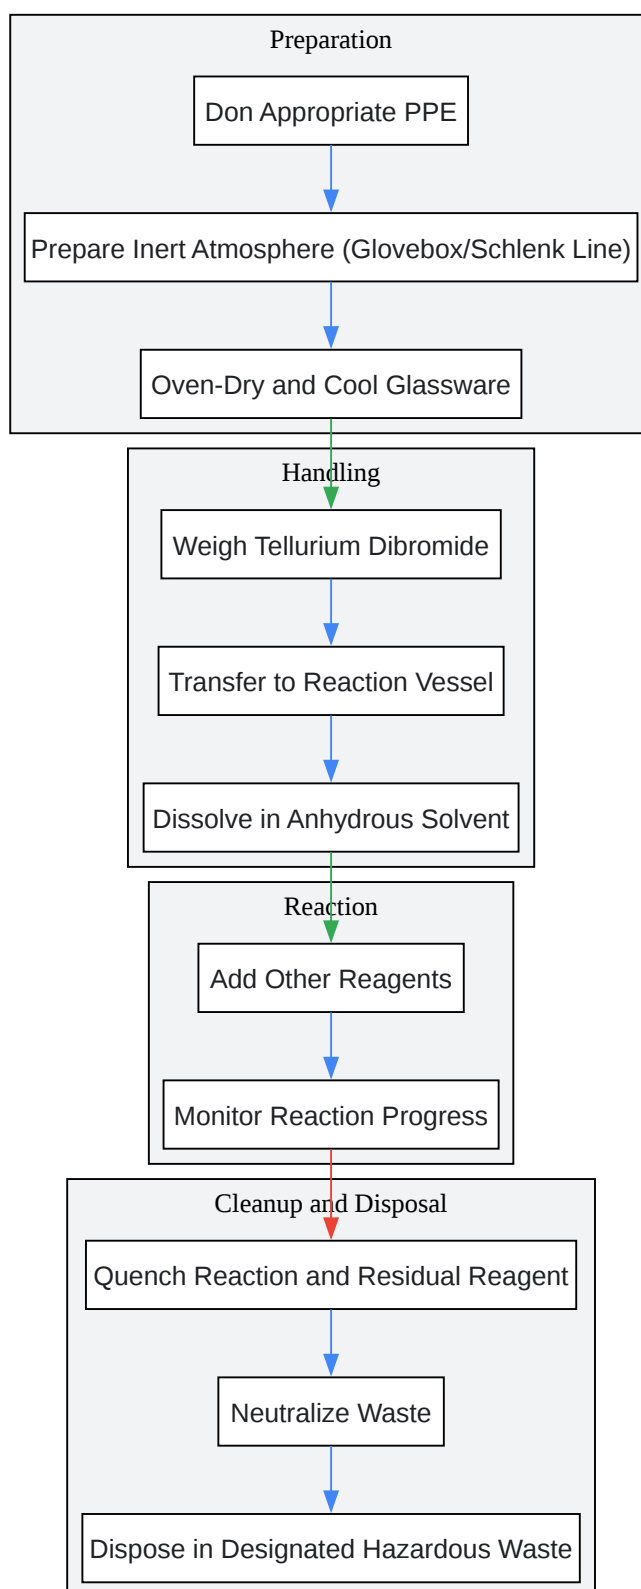 Preparation
Don Appropriate PPE
Prepare Inert Atmosphere (Glovebox/Schlenk Line)
Oven-Dry and Cool Glassware
Handling
Weigh Tellurium Dibromide
Transfer to Reaction Vessel
Dissolve in Anhydrous Solvent
Reaction
Add Other Reagents
Monitor Reaction Progress
Cleanup and Disposal
Quench Reaction and Residual Reagent
Neutralize Waste
Dispose in Designated Hazardous Waste